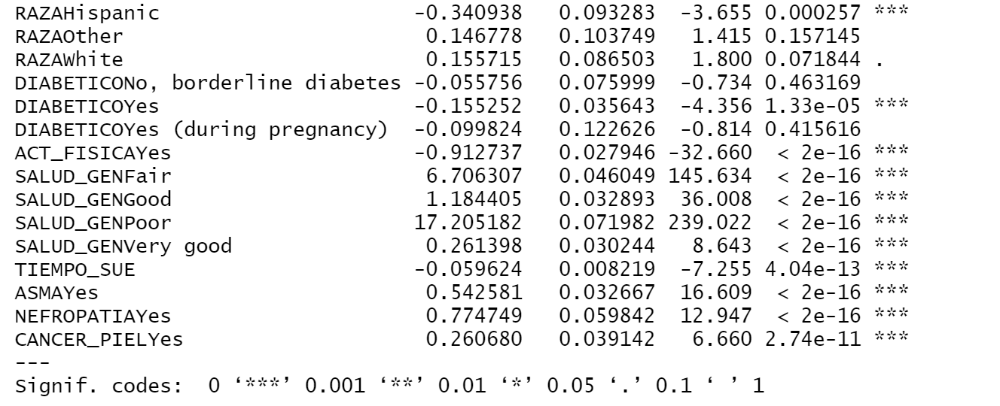 RAZAHispanic -0.340938 0.093283 -3.655 0.000257 ***
RAZAOther 0.146778 0.103749 1.415 0.157145
RAZAWhite 0.155715 0.086503 1.800 0.071844 .
DIABETICONo, borderline diabetes -0.055756 0.075999 -0.734 0.463169
DIABETICOYes -0.155252 0.035643 -4.356 1.33e-05 ***
DIABETICOYes (during pregnancy) -0.099824 0.122626 -0.814 0.415616
ACT_FISICAYes -0.912737 0.027946 -32.660 < 2e-16 ***
SALUD_GENFair 6.706307 0.046049 145.634 < 2e-16 ***
SALUD_GENGood 1.184405 0.032893 36.008 < 2e-16 ***
SALUD_GENPoor 17.205182 0.071982 239.022 < 2e-16 ***
SALUD_GENVery good 0.261398 0.030244 8.643 < 2e-16 ***
TIEMPO_SUE -0.059624 0.008219 -7.255 4.04e-13 ***
ASMAYes 0.542581 0.032667 16.609 < 2e-16 ***
NEFROPATIAYes 0.774749 0.059842 12.947 < 2e-16 ***
CANCER_PIELYes 0.260680 0.039142 6.660 2.74e-11 ***
---
Signif. codes: 0 ‘***’ 0.001 ‘**’ 0.01 ‘*’ 0.05 ‘.’ 0.1 ‘ ’ 1